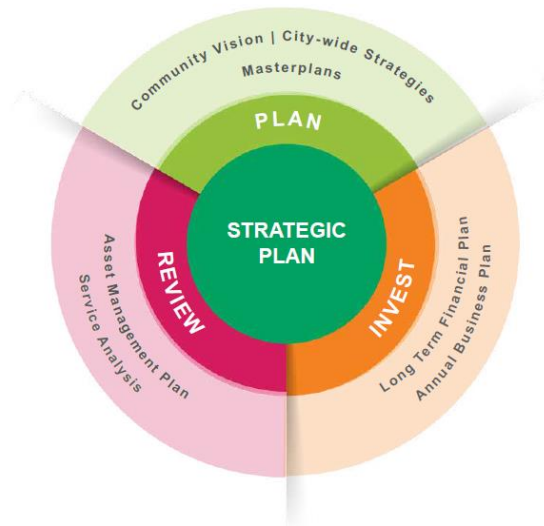 Community Vision | City-wide Strategies
Masterplans
PLAN
STRATEGIC
PLAN
INVEST
Long Term Financial Plan
Annual Business Plan
REVIEW
Asset Management Plan
Service Analysis